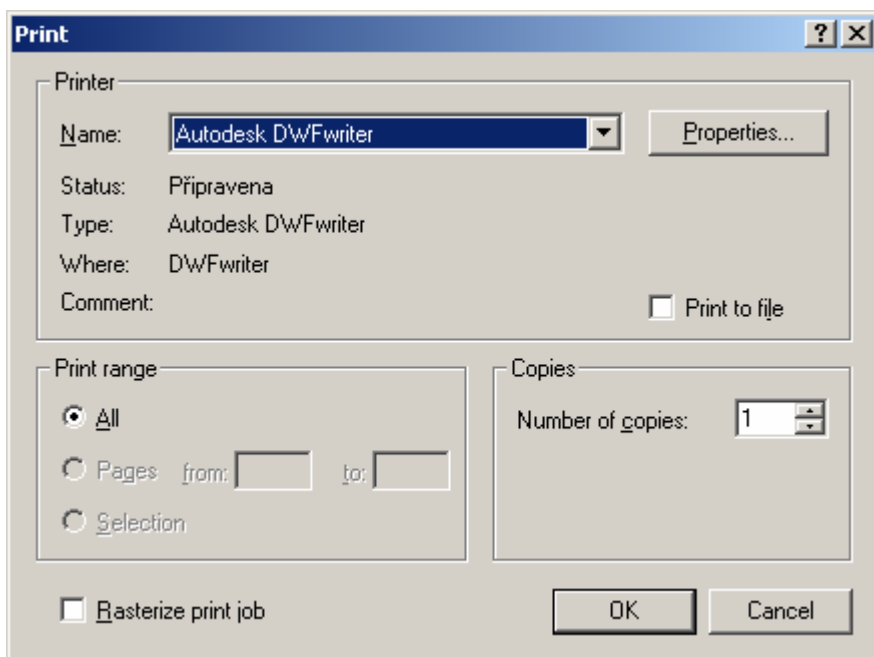 Print
Printer
Name: Autodesk DWFwriter Properties...
Status: Připravena
Type: Autodesk DWFwriter
Where: DWFwriter
Comment: Print to file
Print range
All
Pages from: to:
Selection
Copies
Number of copies: 1
Rasterize print job OK Cancel